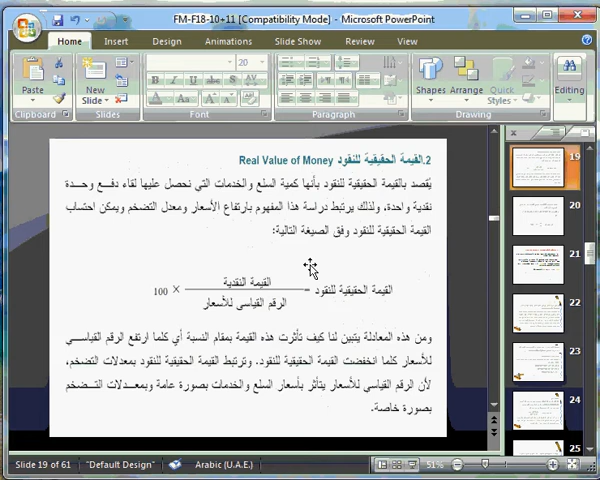 FM-F18-10+11 [Compatibility Mode] - Microsoft PowerPoint
Home Insert Design Animations Slide Show Review View
Paste
New Slide
20
B I U S abc AV
Aa A A
Shapes Arrange Quick Styles
Editing
Clipboard Slides Font Paragraph Drawing
2.القيمة الحقيقية للنقود Real Value of Money
يُقصد بالقيمة الحقيقية للنقود بأنها كمية السلع والخدمات التي نحصل عليها لقاء دفع وحدة
نقدية واحدة، ولذلك يرتبط دراسة هذا المفهوم بارتفاع الأسعار ومعدل التضخم ويمكن احتساب
القيمة الحقيقية للنقود وفق الصيغة التالية:
القيمة الحقيقية للنقود = القيمة النقدية
الرقم القياسي للأسعار × 100
ومن هذه المعادلة يتبين لنا كيف تأثرت هذه القيمة بمقام النسبة أي كلما ارتفع الرقم القياسي
للأسعار كلما انخفضت القيمة الحقيقية للنقود. وترتبط القيمة الحقيقية للنقود بمعدلات التضخم،
لأن الرقم القياسي للأسعار يتأثر بأسعار السلع والخدمات بصورة عامة وبمعدلات التضخم
بصورة خاصة.
19
20
21
22
23
24
25
Slide 19 of 61 "Default Design" Arabic (U.A.E.) 51%